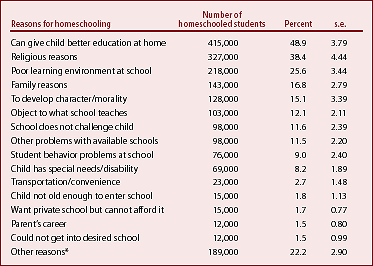 Reasons for homeschooling Number of homeschooled students Percent s.e.
Can give child better education at home 415,000 48.9 3.79
Religious reasons 327,000 38.4 4.44
Poor learning environment at school 218,000 25.6 3.44
Family reasons 143,000 16.8 2.79
To develop character/morality 128,000 15.1 3.39
Object to what school teaches 103,000 12.1 2.11
School does not challenge child 98,000 11.6 2.39
Other problems with available schools 98,000 11.5 2.20
Student behavior problems at school 76,000 9.0 2.40
Child has special needs/disability 69,000 8.2 1.89
Transportation/convenience 23,000 2.7 1.48
Child not old enough to enter school 15,000 1.8 1.13
Want private school but cannot afford it 15,000 1.7 0.77
Parent's career 12,000 1.5 0.80
Could not get into desired school 12,000 1.5 0.99
Other reasons* 189,000 22.2 2.90